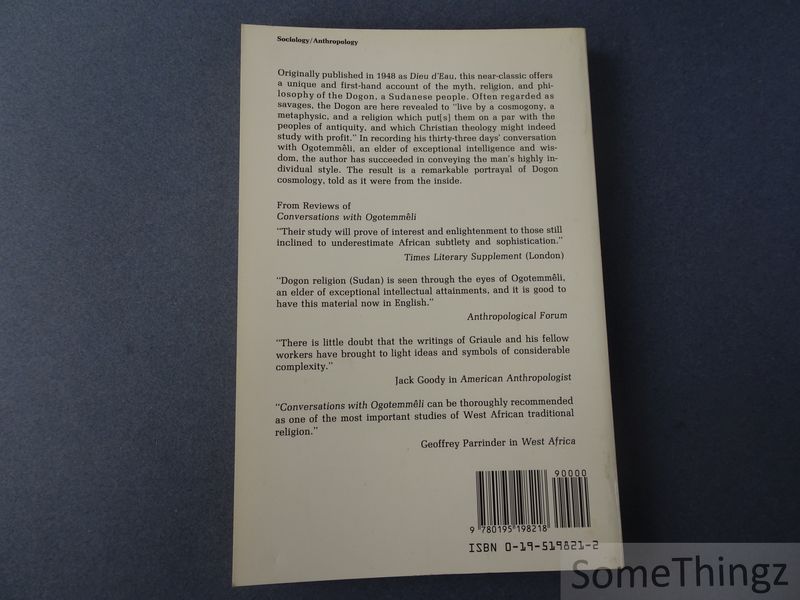 Sociology/Anthropology
Originally published in 1948 as Dieu d'Eau, this near-classic offers
a unique and first-hand account of the myth, religion, and phi-
losophy of the Dogon, a Sudanese people. Often regarded as
savages, the Dogon are here revealed to "live by a cosmogony, a
metaphysic, and a religion which put[s] them on a par with the
peoples of antiquity, and which Christian theology might indeed
study with profit." In recording his thirty-three days' conversation
with Ogotemmêli, an elder of exceptional intelligence and wis-
dom, the author has succeeded in conveying the man's highly in-
dividual style. The result is a remarkable portrayal of Dogon
cosmology, told as it were from the inside.
From Reviews of
Conversations with Ogotemmêli
"Their study will prove of interest and enlightenment to those still
inclined to underestimate African subtlety and sophistication."
Times Literary Supplement (London)
"Dogon religion (Sudan) is seen through the eyes of Ogotemmêli,
an elder of exceptional intellectual attainments, and it is good to
have this material now in English."
Anthropological Forum
"There is little doubt that the writings of Griaule and his fellow
workers have brought to light ideas and symbols of considerable
complexity."
Jack Goody in American Anthropologist
"Conversations with Ogotemmêli can be thoroughly recommended
as one of the most important studies of West African traditional
religion."
Geoffrey Parrinder in West Africa
90000
9 780195 198218
ISBN 0-19-519821-2
SomeThingz